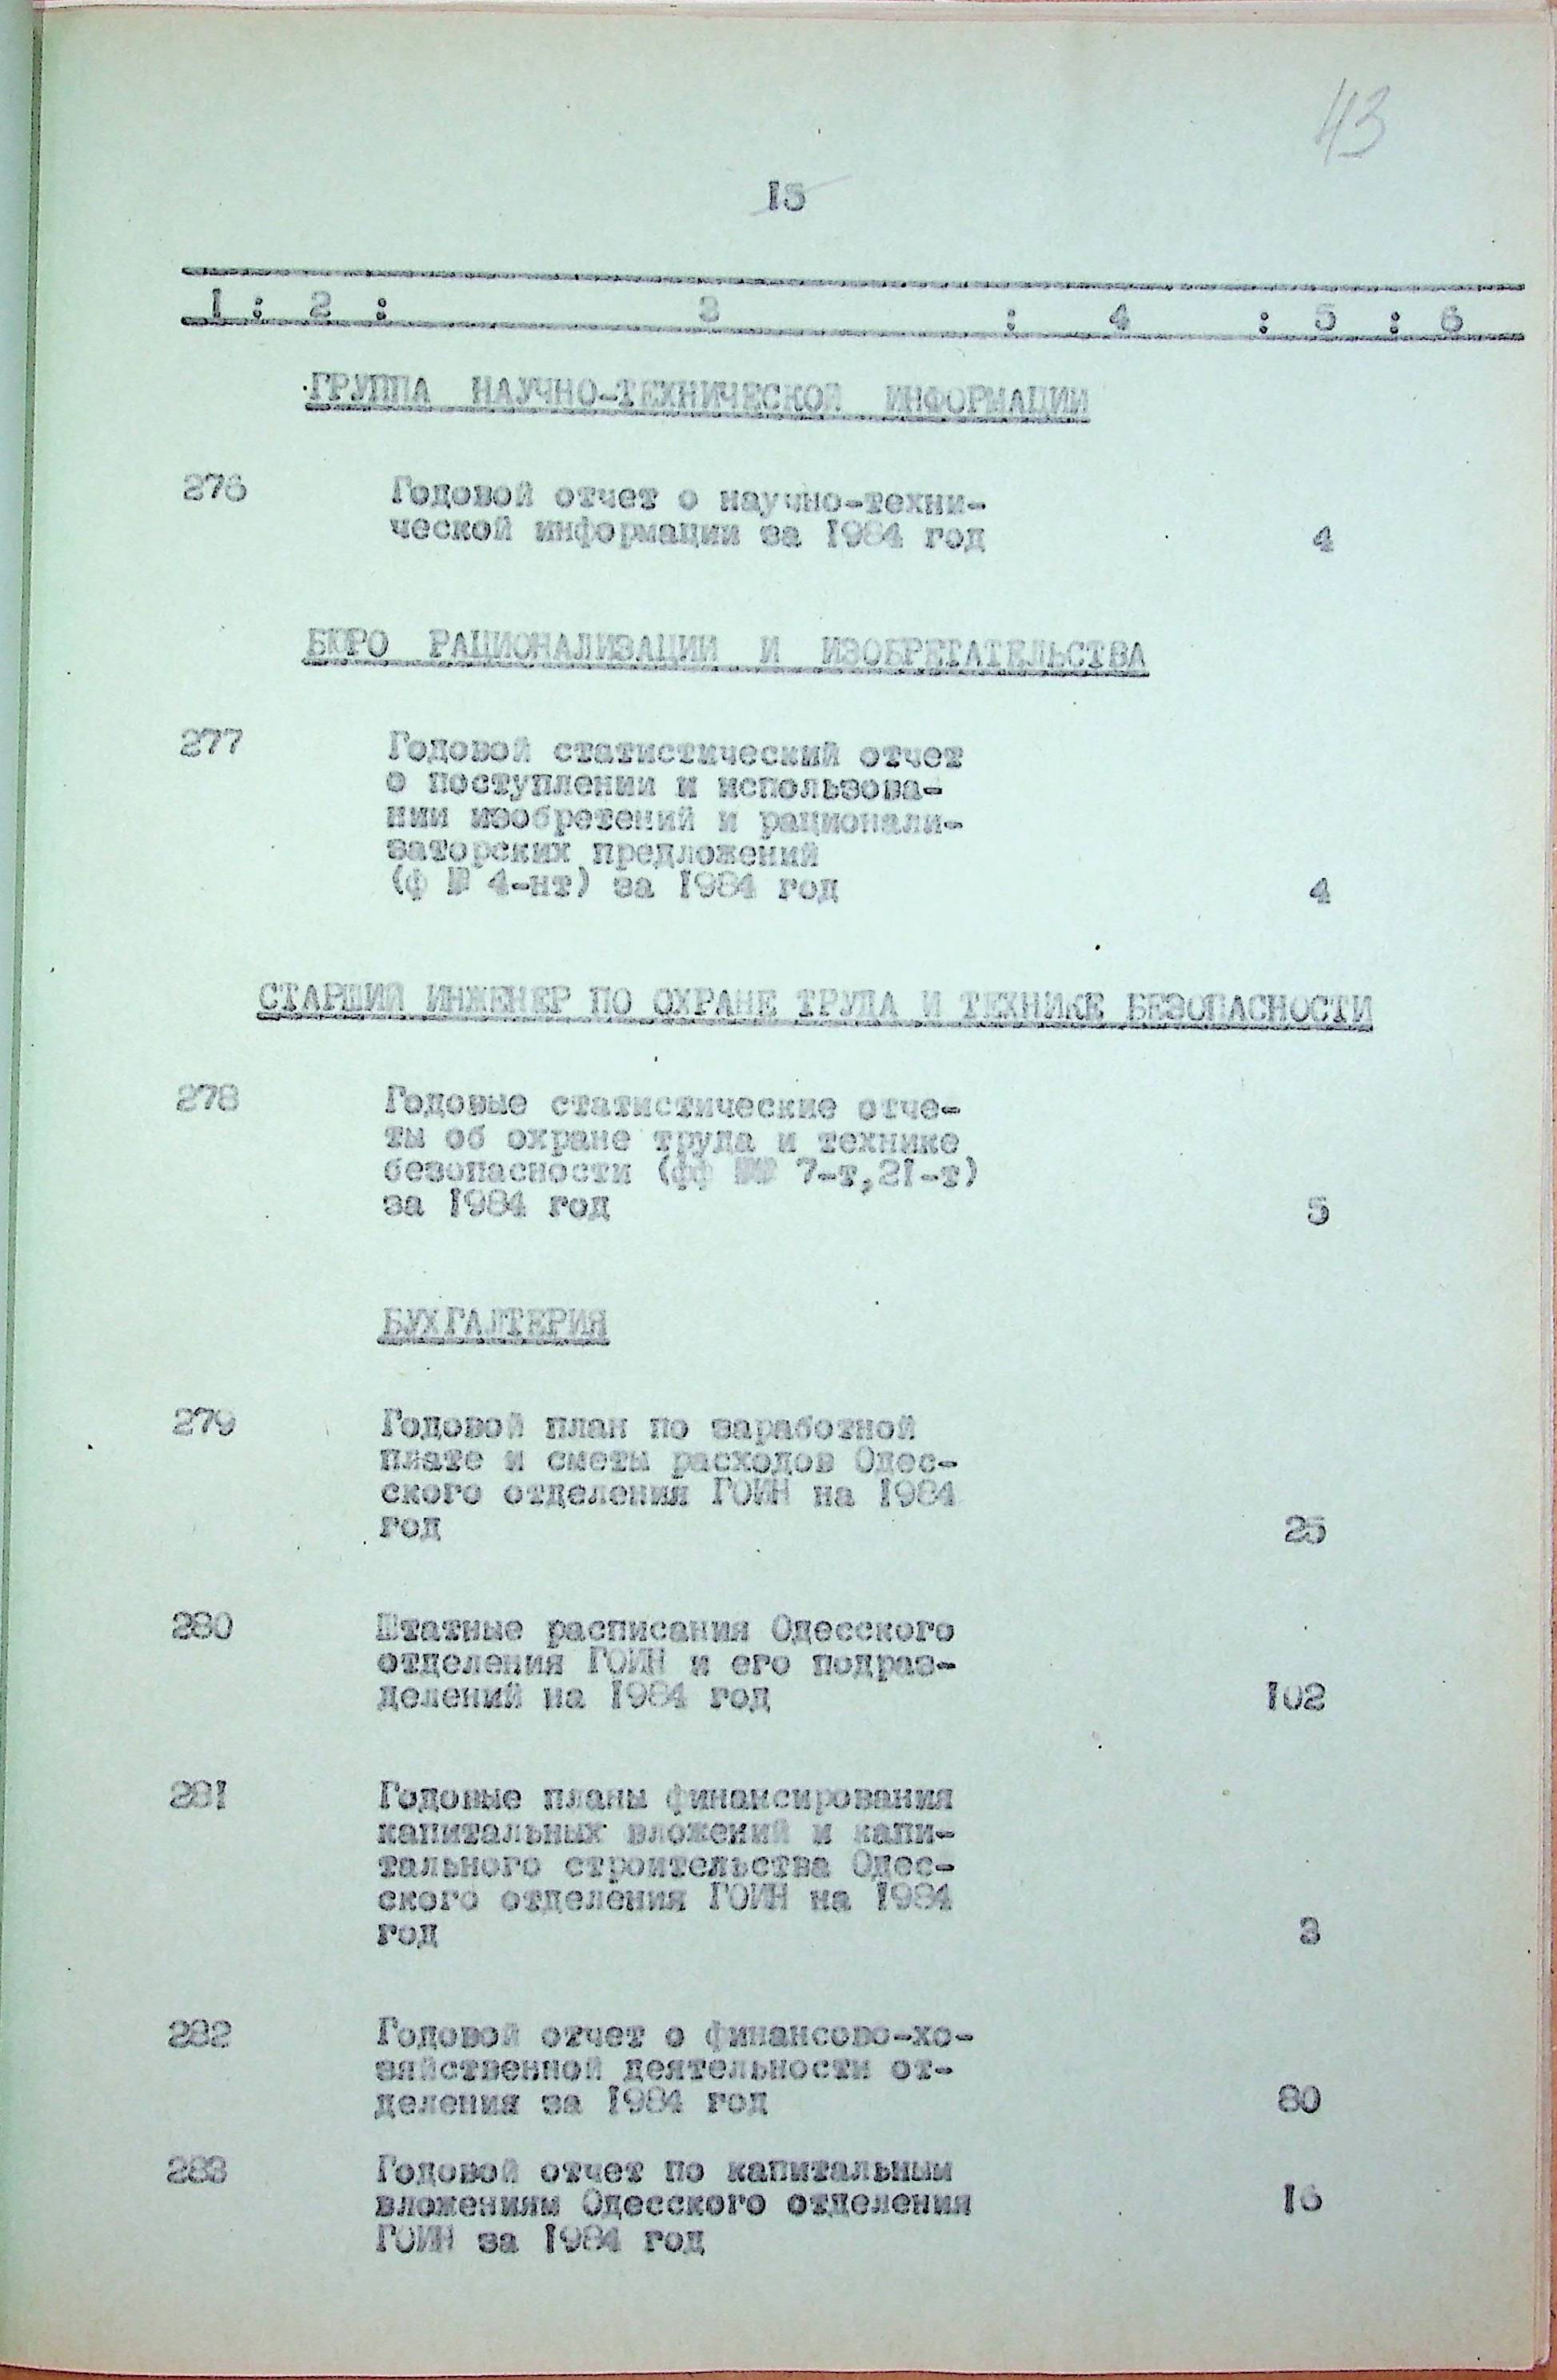 43
15
1 : 2 : 3 : 4 : 5 : 6
ГРУППА НАУЧНО-ТЕХНИЧЕСКОЙ ИНФОРМАЦИИ
276 Годовой отчет о научно-техни-
ческой информации за 1984 год 4
БЮРО РАЦИОНАЛИЗАЦИИ И ИЗОБРЕТАТЕЛЬСТВА
277 Годовой статистический отчет
о поступлении и использова-
нии изобретений и рационали-
заторских предложений
(ф № 4-нт) за 1984 год 4
СТАРШИЙ ИНЖЕНЕР ПО ОХРАНЕ ТРУДА И ТЕХНИКЕ БЕЗОПАСНОСТИ
278 Годовые статистические отче-
ты об охране труда и технике
безопасности (фф №№ 7-т,21-т)
за 1984 год 5
БУХГАЛТЕРИЯ
279 Годовой план по заработной
плате и сметы расходов Одес-
ского отделения ГОИН на 1984
год 25
280 Штатные расписания Одесского
отделения ГОИН и его подраз-
делений на 1984 год 102
281 Годовые планы финансирования
капитальных вложений и капи-
тального строительства Одес-
ского отделения ГОИН на 1984
год 3
282 Годовой отчет о финансово-хо-
зяйственной деятельности от-
деления за 1984 год 80
283 Годовой отчет по капитальным
вложениям Одесского отделения 16
ГОИН за 1984 год